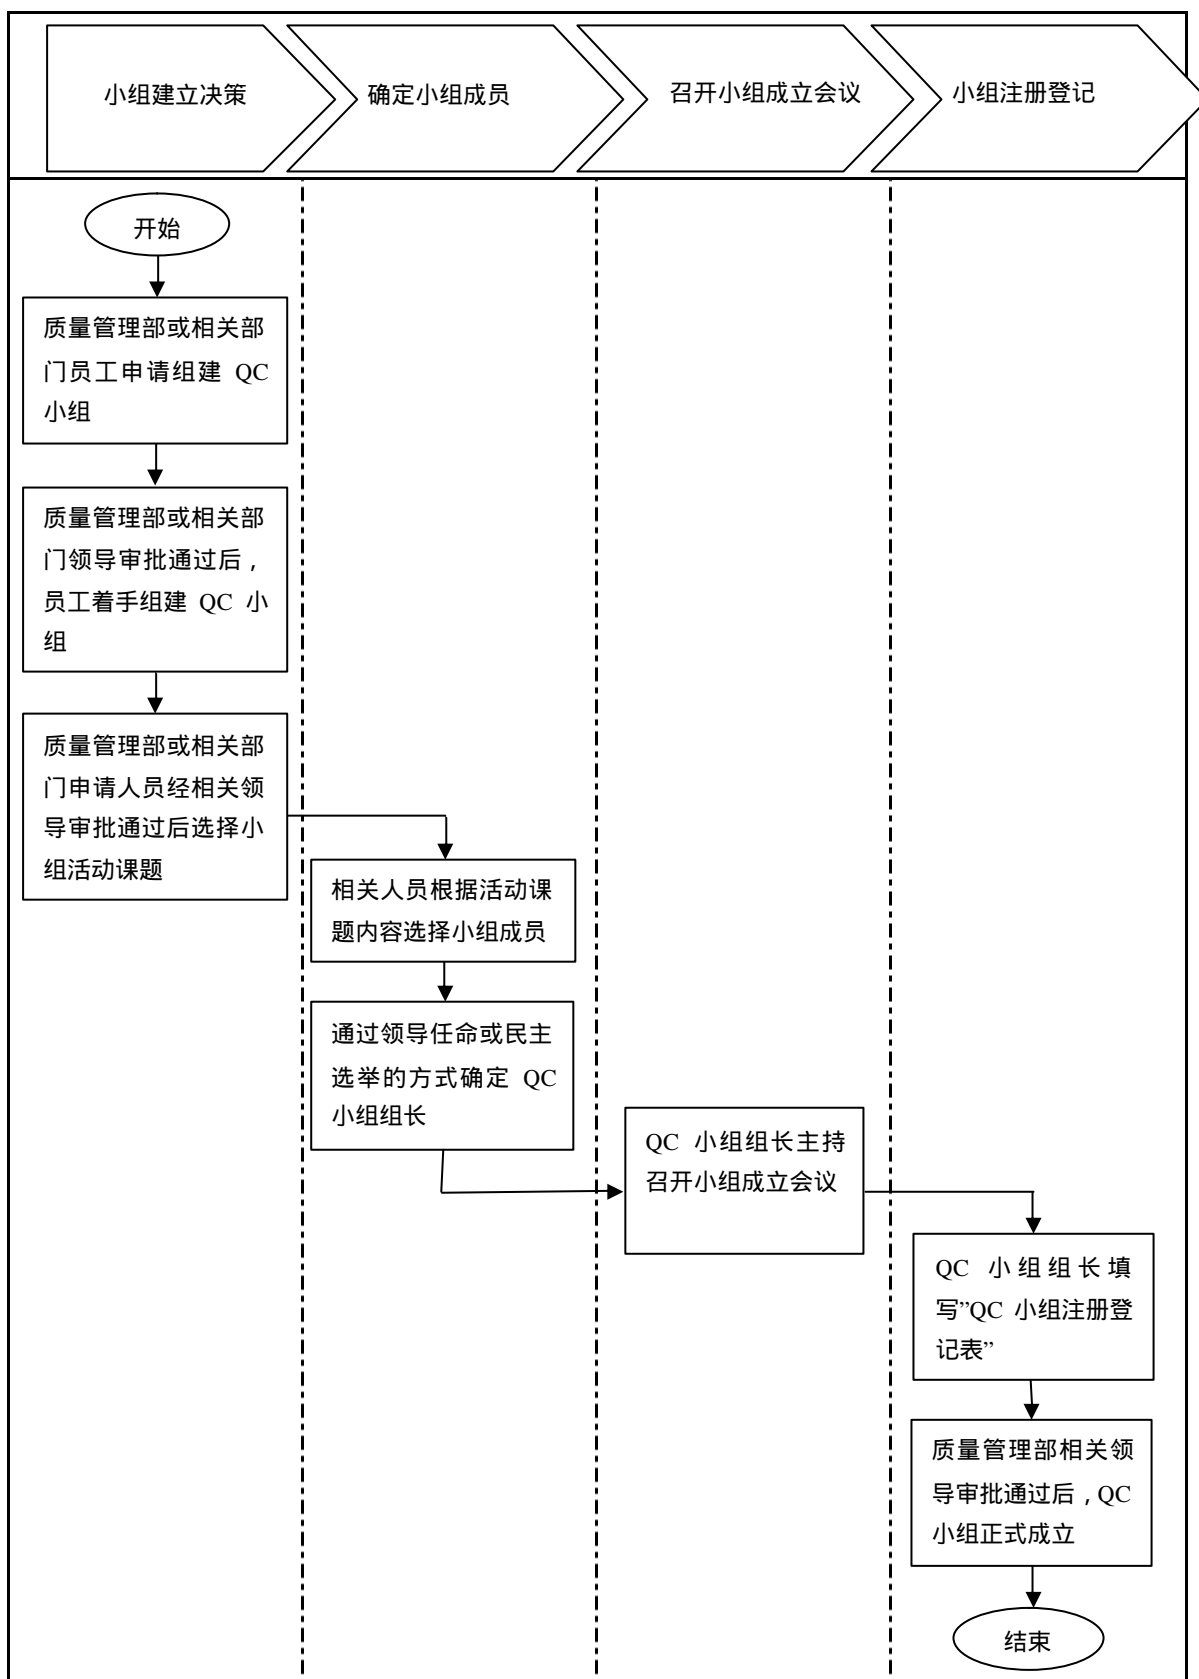 小组建立决策
确定小组成员
召开小组成立会议
小组注册登记
开始
质量管理部或相关部
门员工申请组建 QC
小组
质量管理部或相关部
门领导审批通过后，
员工着手组建 QC 小
组
质量管理部或相关部
门申请人员经相关领
导审批通过后选择小
组活动课题
相关人员根据活动课
题内容选择小组成员
通过领导任命或民主
选举的方式确定 QC
小组组长
QC 小组组长主持
召开小组成立会议
QC 小组组长填
写”QC 小组注册登
记表”
质量管理部相关领
导审批通过后，QC
小组正式成立
结束